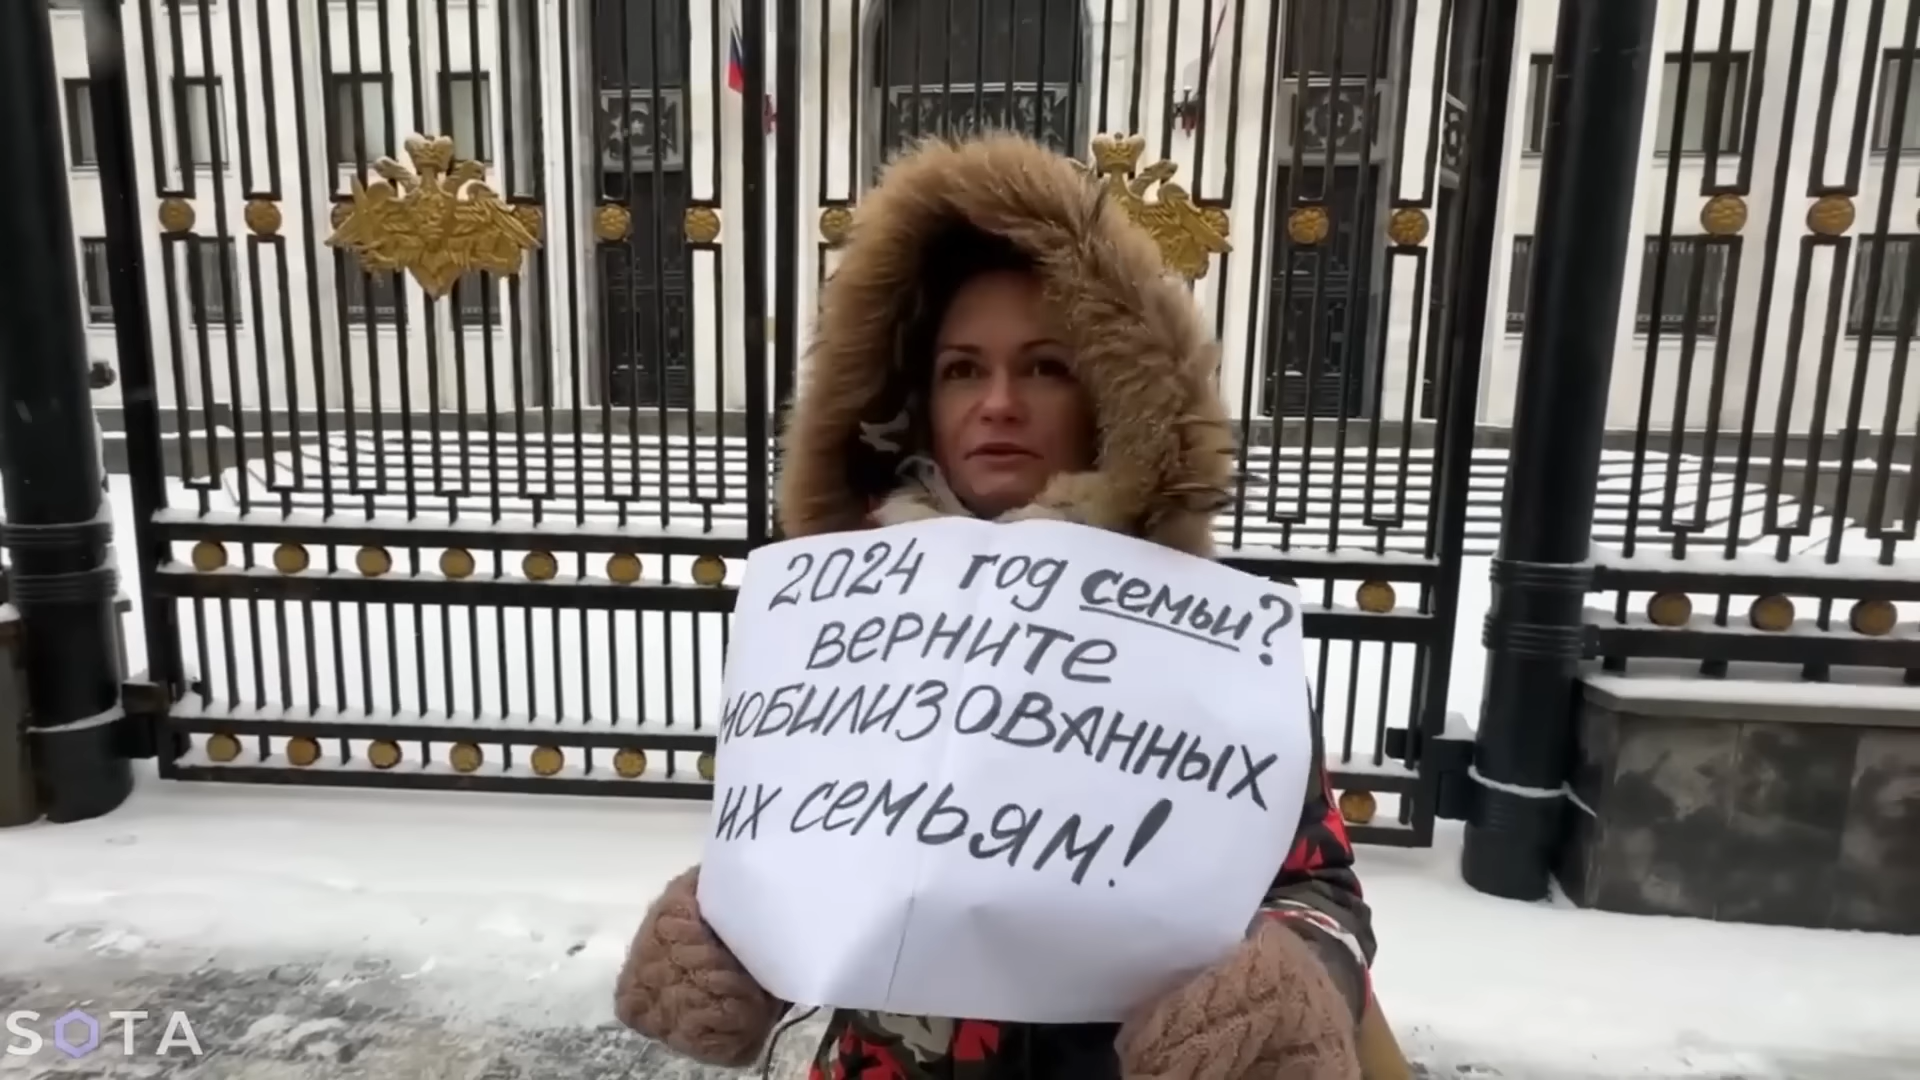 2024 год семьи?
верните
мобилизованных
их семьям!
SOTA